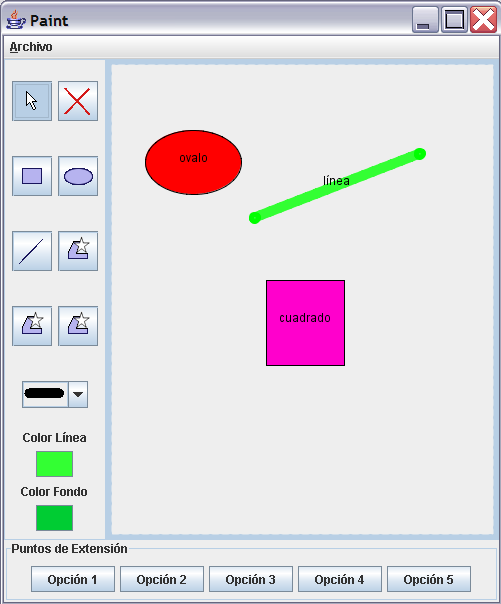 Paint
Archivo
ovalo
línea
cuadrado
Color Línea
Color Fondo
Puntos de Extensión
Opción 1
Opción 2
Opción 3
Opción 4
Opción 5